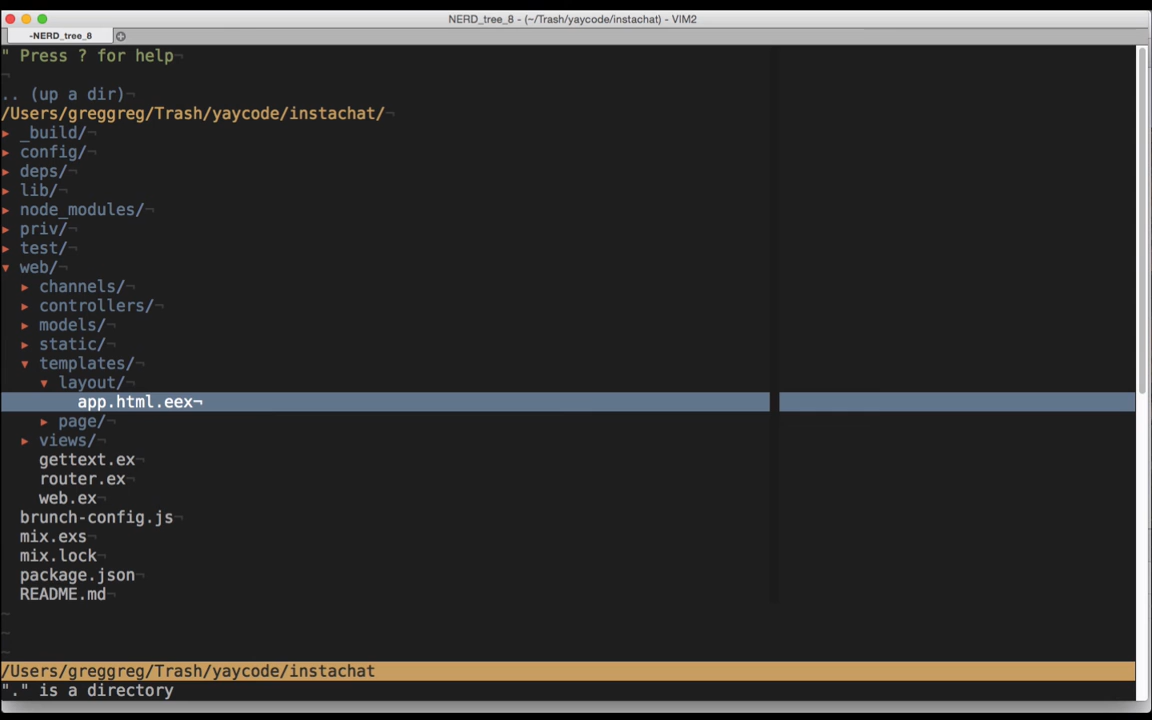 NERD_tree_8 - (~/Trash/yaycode/instachat) - VIM2
-NERD_tree_8
" Press ? for help¬
¬
.. (up a dir)¬
/Users/greggreg/Trash/yaycode/instachat/¬
▸ _build/¬
▸ config/¬
▸ deps/¬
▸ lib/¬
▸ node_modules/¬
▸ priv/¬
▸ test/¬
▾ web/¬
▸ channels/¬
▸ controllers/¬
▸ models/¬
▸ static/¬
▾ templates/¬
▾ layout/¬
app.html.eex¬
▸ page/¬
▸ views/¬
gettext.ex¬
router.ex¬
web.ex¬
brunch-config.js¬
mix.exs¬
mix.lock¬
package.json¬
README.md¬
~
~
~
/Users/greggreg/Trash/yaycode/instachat
"." is a directory